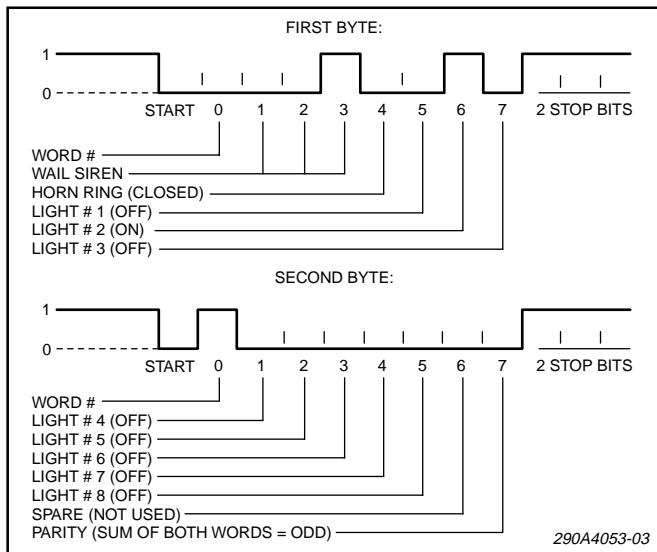 FIRST BYTE:
1
0
START 0 1 2 3 4 5 6 7 2 STOP BITS
WORD #
WAIL SIREN
HORN RING (CLOSED)
LIGHT # 1 (OFF)
LIGHT # 2 (ON)
LIGHT # 3 (OFF)
SECOND BYTE:
1
0
START 0 1 2 3 4 5 6 7 2 STOP BITS
WORD #
LIGHT # 4 (OFF)
LIGHT # 5 (OFF)
LIGHT # 6 (OFF)
LIGHT # 7 (OFF)
LIGHT # 8 (OFF)
SPARE (NOT USED)
PARITY (SUM OF BOTH WORDS = ODD)
290A4053-03